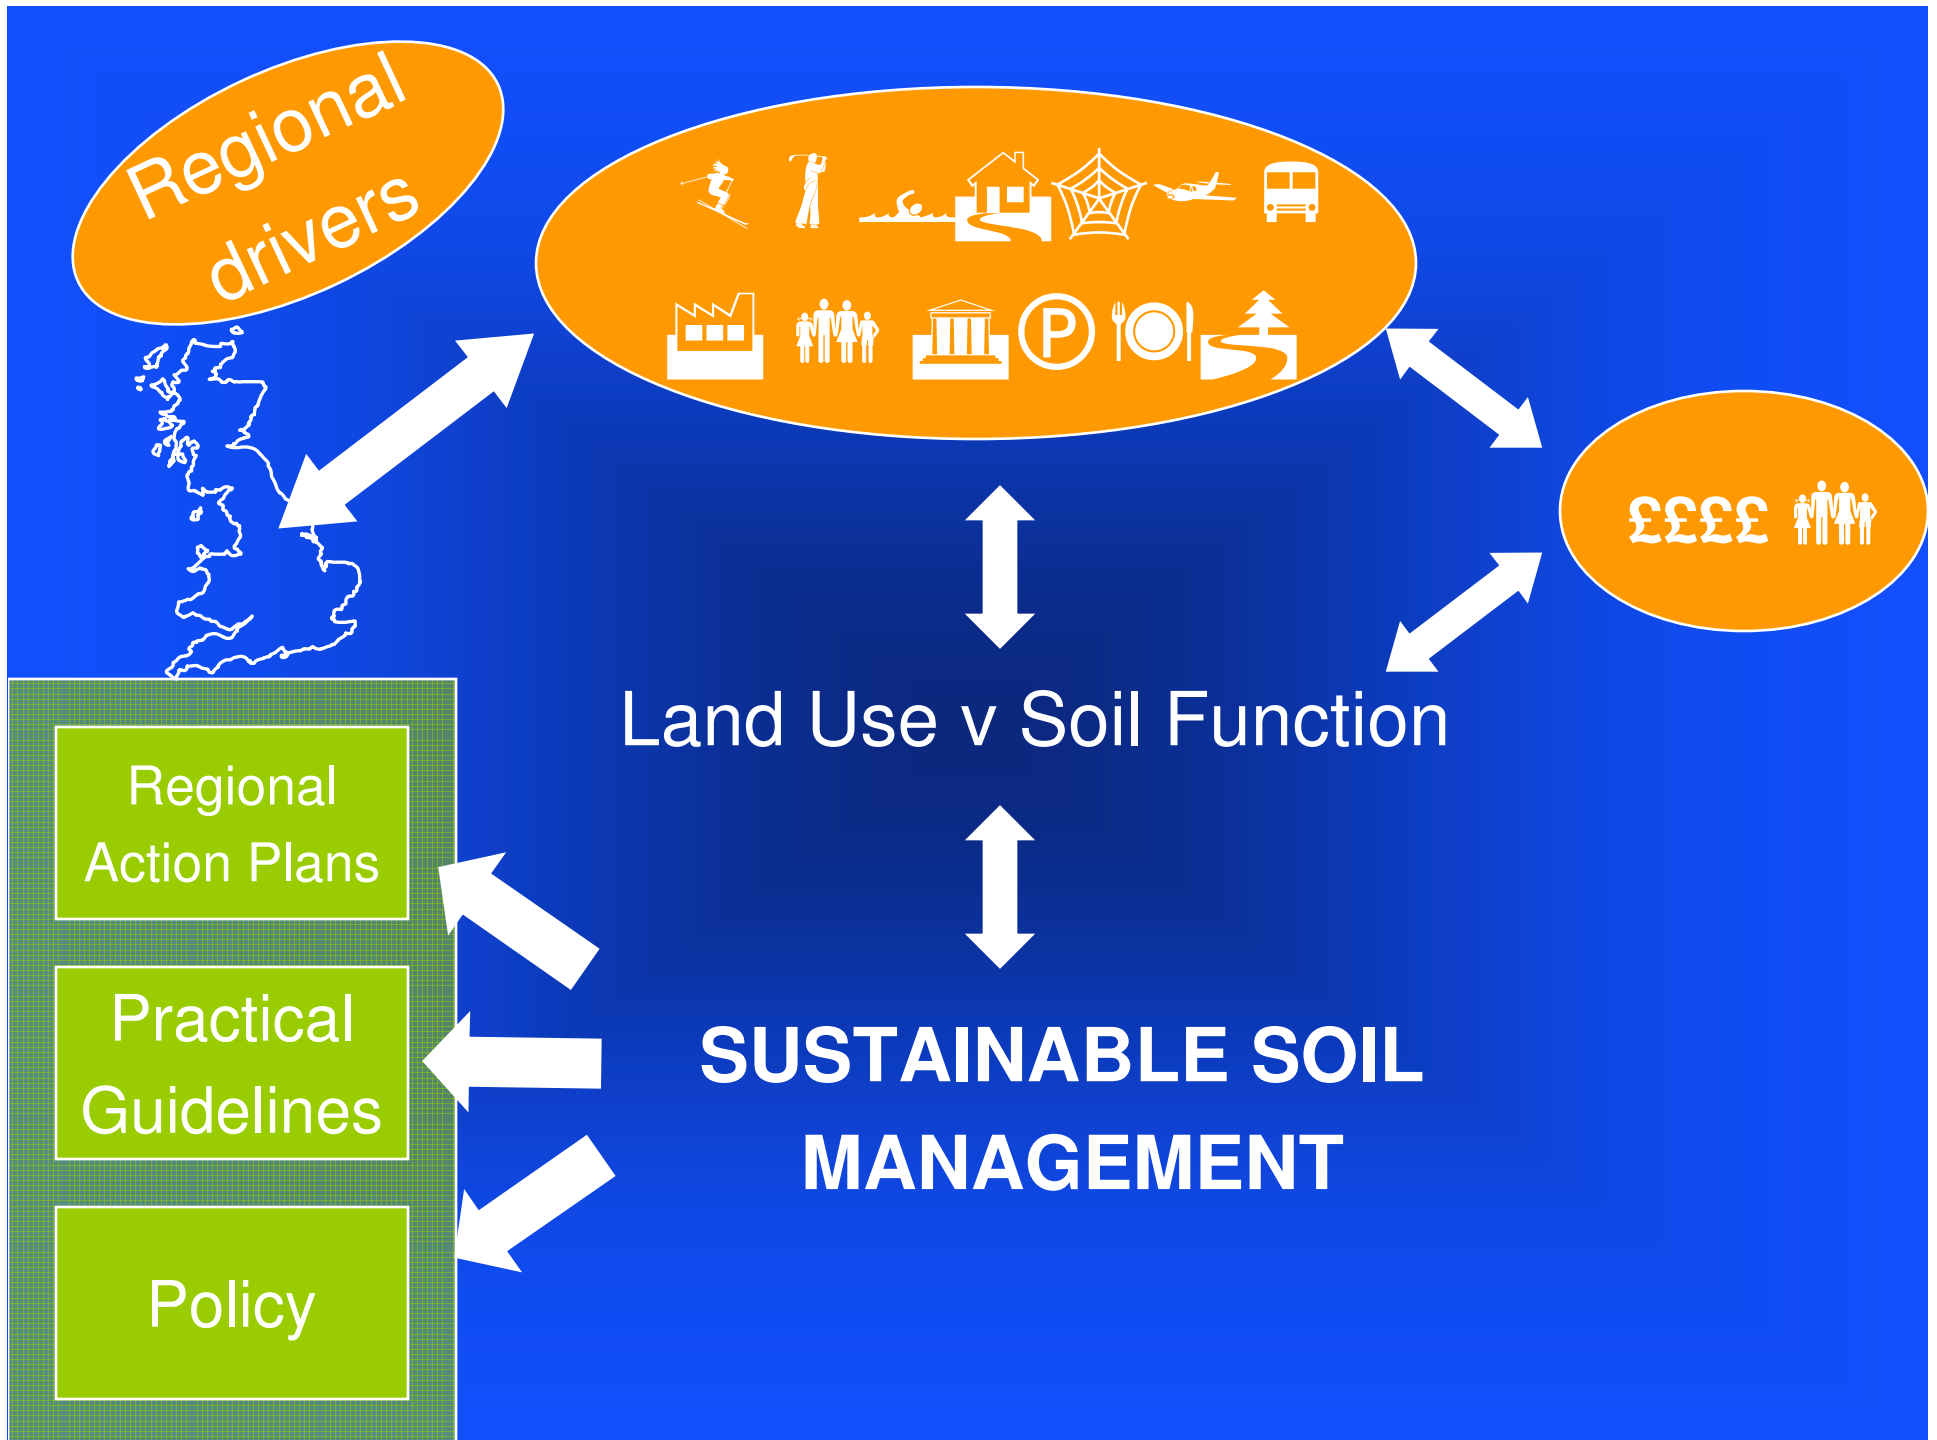 Regional
drivers
P
££££
Land Use v Soil Function
Regional
Action Plans
Practical
Guidelines
Policy
SUSTAINABLE SOIL
MANAGEMENT